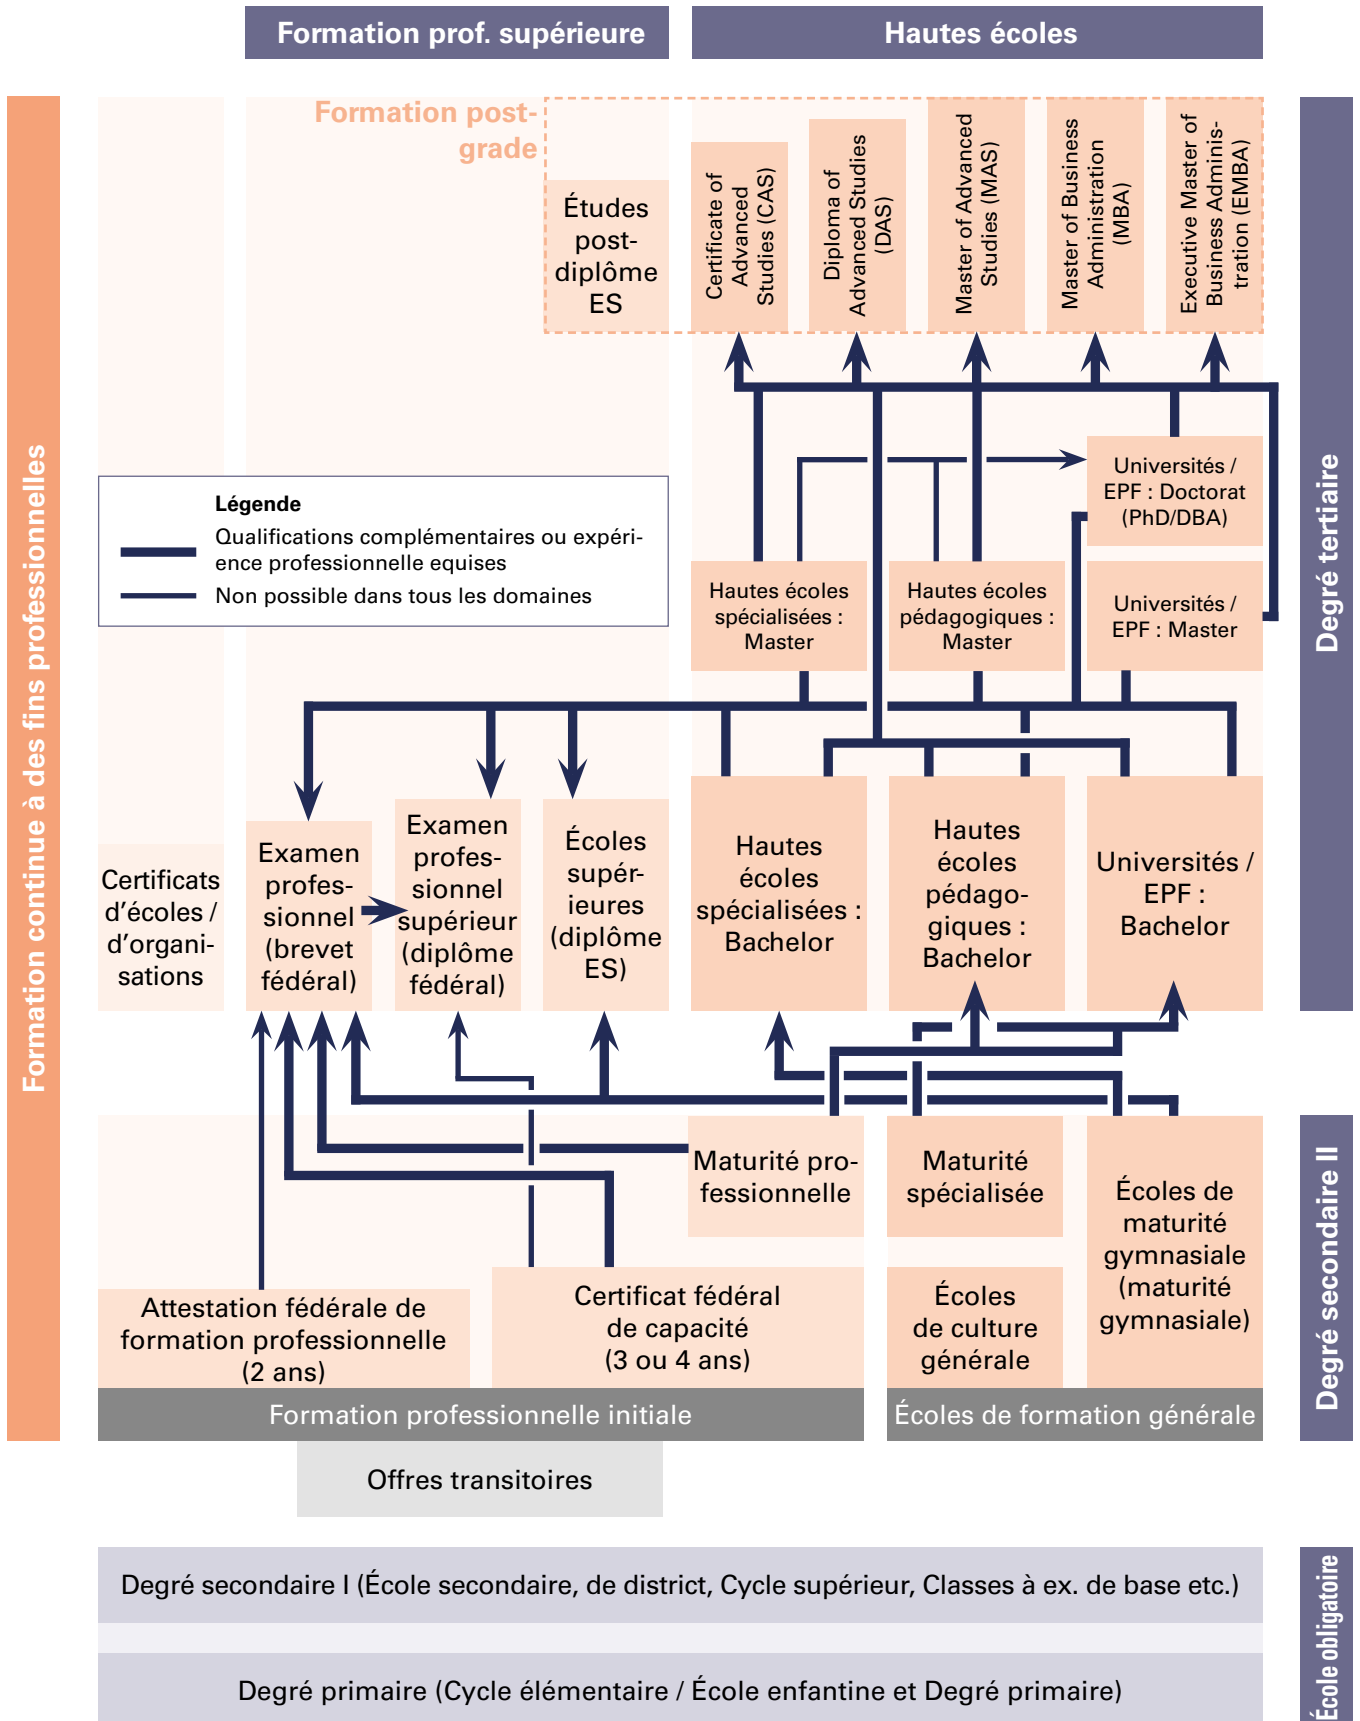 Formation prof. supérieure
Hautes écoles
Formation continue à des fins professionnelles
Degré tertiaire
Degré secondaire II
École obligatoire
Formation post-
grade
Études
post-
diplôme
ES
Certificate of
Advanced
Studies (CAS)
Diploma of
Advanced Studies
(DAS)
Master of Advanced
Studies (MAS)
Master of Business
Administration
(MBA)
Executive Master of
Business Adminis-
tration (EMBA)
Universités /
EPF : Doctorat
(PhD/DBA)
Légende
Qualifications complémentaires ou expéri-
ence professionnelle equises
Non possible dans tous les domaines
Hautes écoles
spécialisées :
Master
Hautes écoles
pédagogiques :
Master
Universités /
EPF : Master
Certificats
d'écoles /
d'organi-
sations
Examen
profes-
sionnel
(brevet
fédéral)
Examen
profes-
sionnel
supérieur
(diplôme
fédéral)
Écoles
supér-
ieures
(diplôme
ES)
Hautes
écoles
spécialisées :
Bachelor
Hautes
écoles
pédago-
giques :
Bachelor
Universités /
EPF :
Bachelor
Maturité pro-
fessionnelle
Maturité
spécialisée
Écoles de
maturité
gymnasiale
(maturité
gymnasiale)
Attestation fédérale de
formation professionnelle
(2 ans)
Certificat fédéral
de capacité
(3 ou 4 ans)
Écoles
de culture
générale
Formation professionnelle initiale
Écoles de formation générale
Offres transitoires
Degré secondaire I (École secondaire, de district, Cycle supérieur, Classes à ex. de base etc.)
Degré primaire (Cycle élémentaire / École enfantine et Degré primaire)